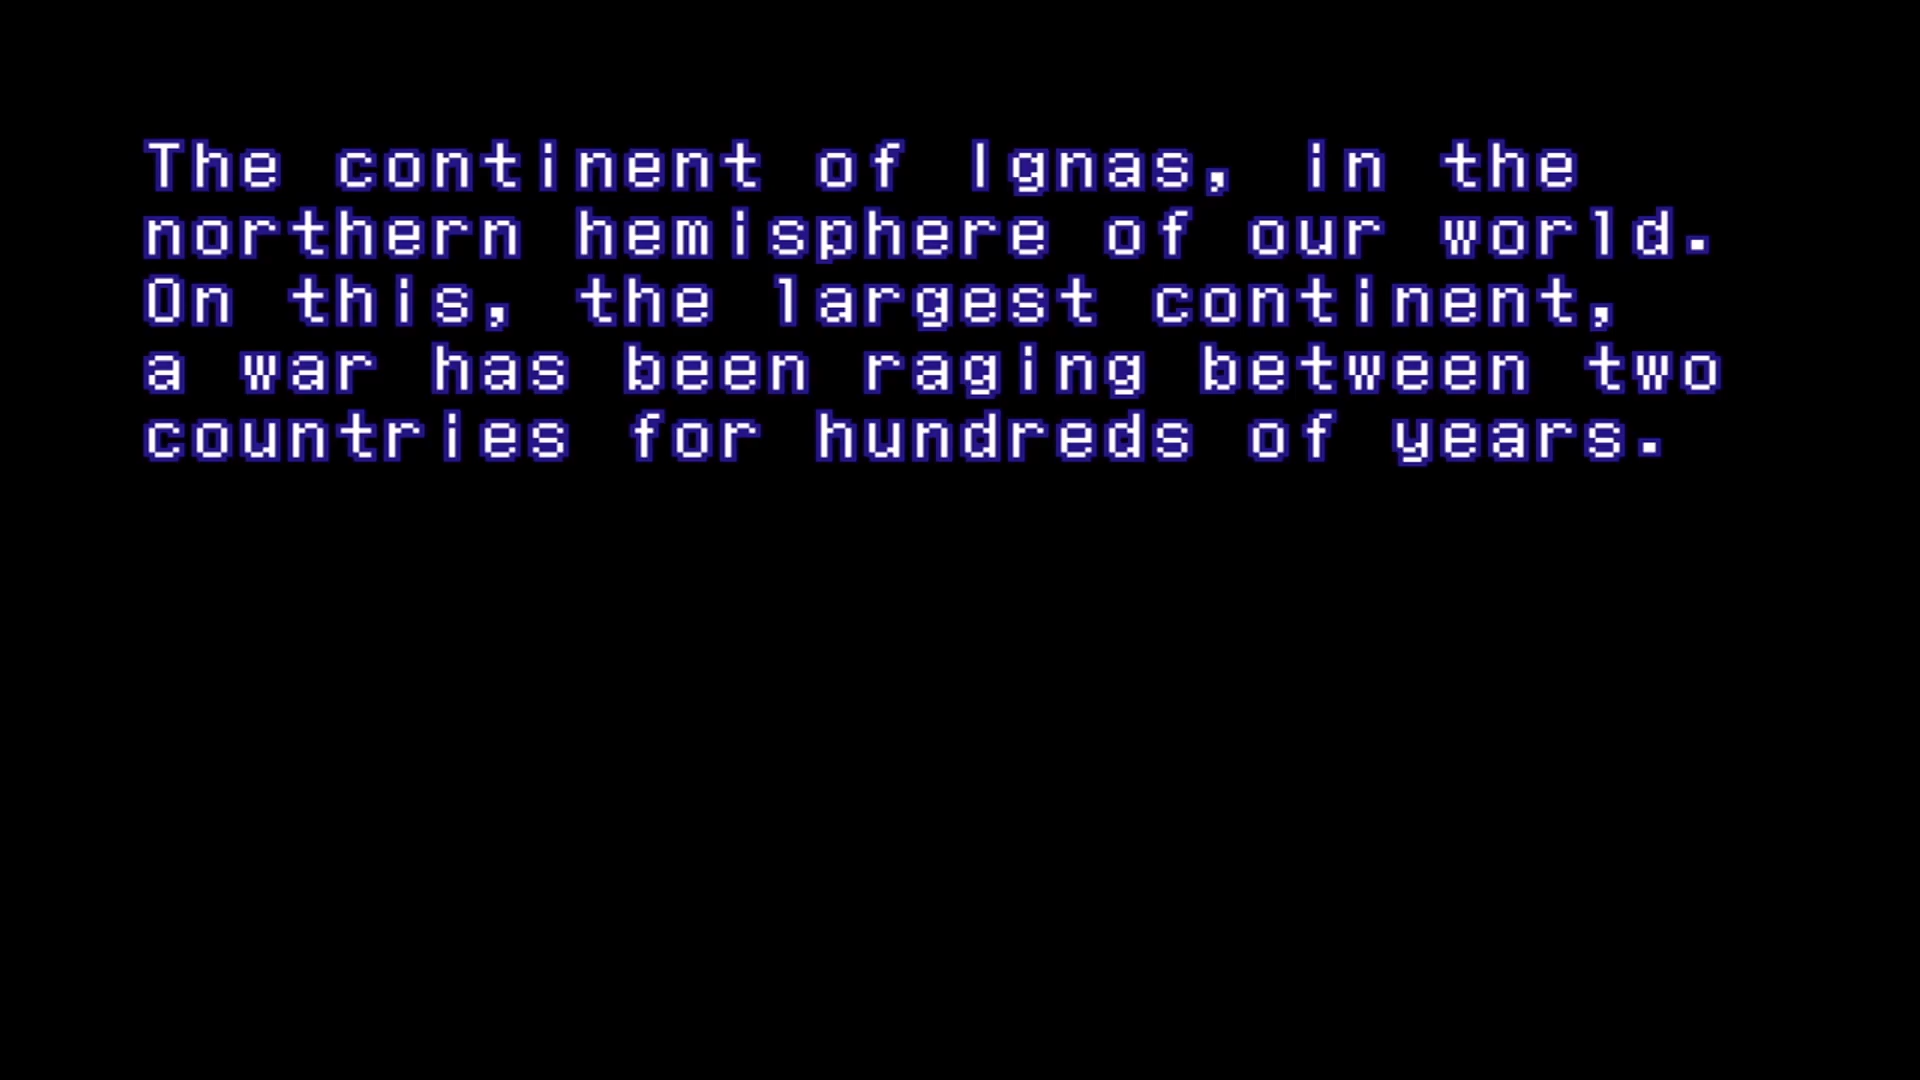 The continent of Ignas, in the
northern hemisphere of our world.
On this, the largest continent,
a war has been raging between two
countries for hundreds of years.